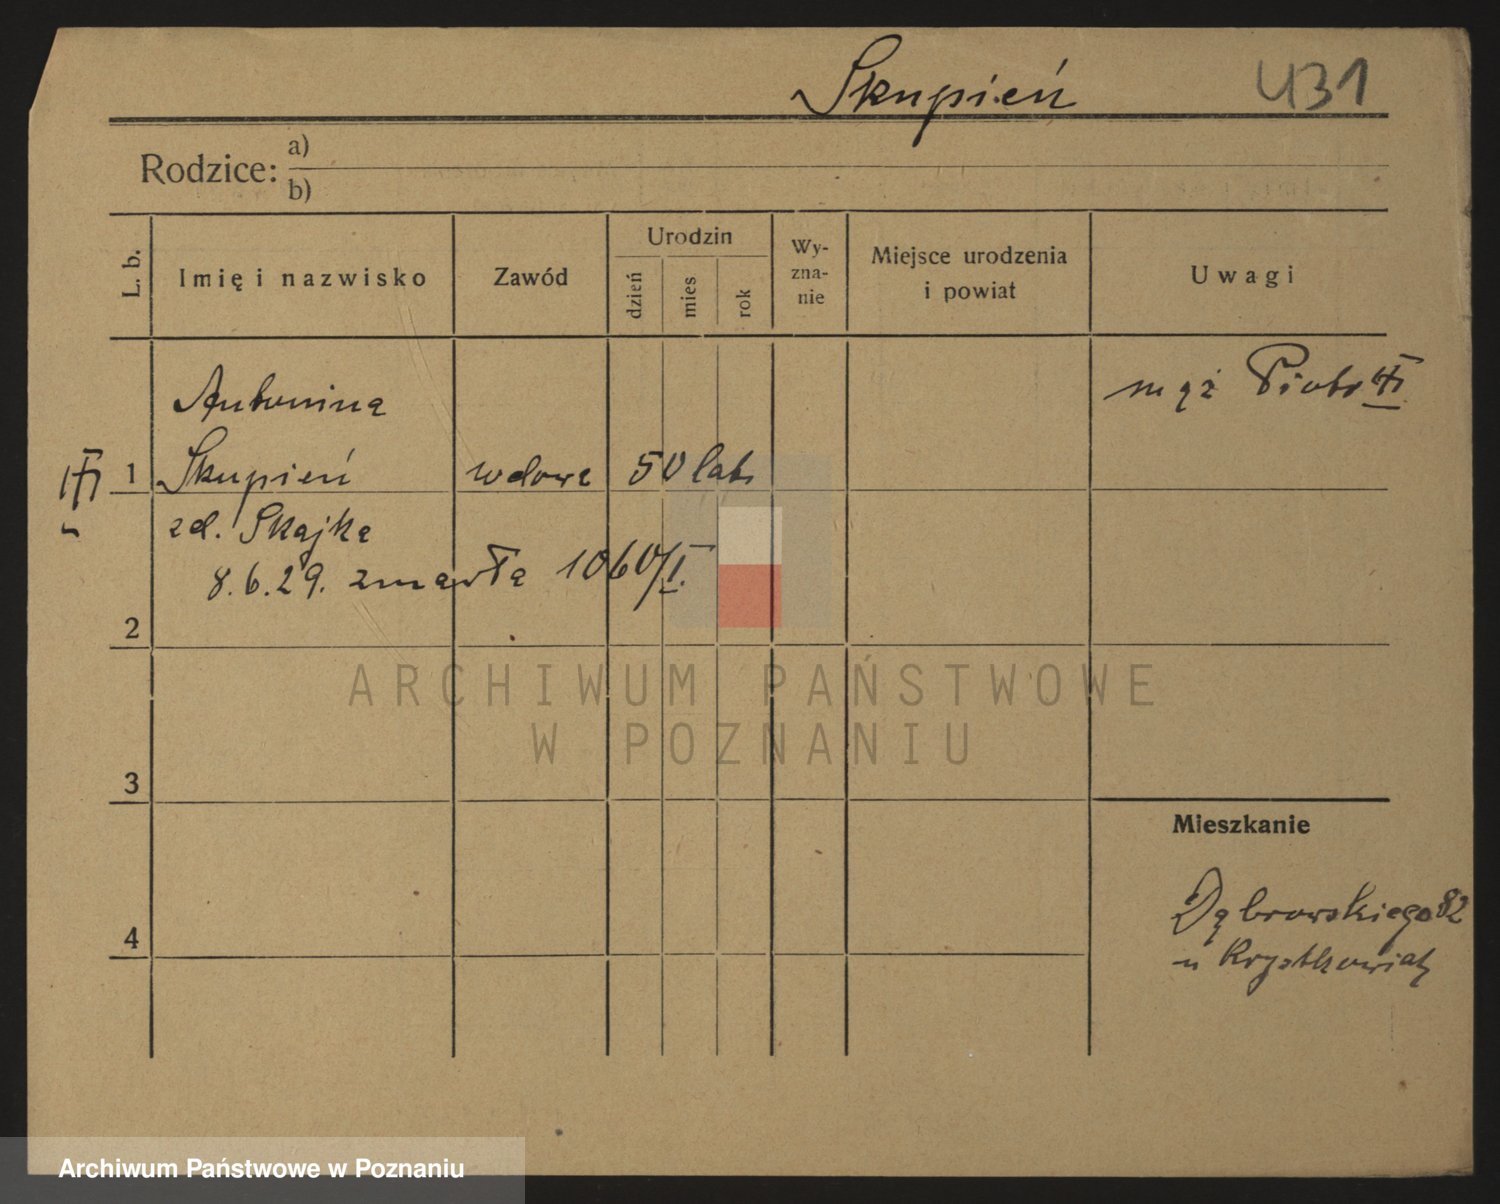 Skupień 431
Rodzice: a)
b)
L. b.
Imię i nazwisko
Zawód
Urodzin
dzień
mies
rok
Wy-
zna-
nie
Miejsce urodzenia
i powiat
Uwagi
Antonina
mąż Piotr
1 Skupień wdowa 50 lat
zd. Skajka
8.6.29. zmarła 1060/I.
2
ARCHIWUM PAŃSTWOWE
W POZNANIU
3
Mieszkanie
Dąbrowskiego 82
4
u
Archiwum Państwowe w Poznaniu